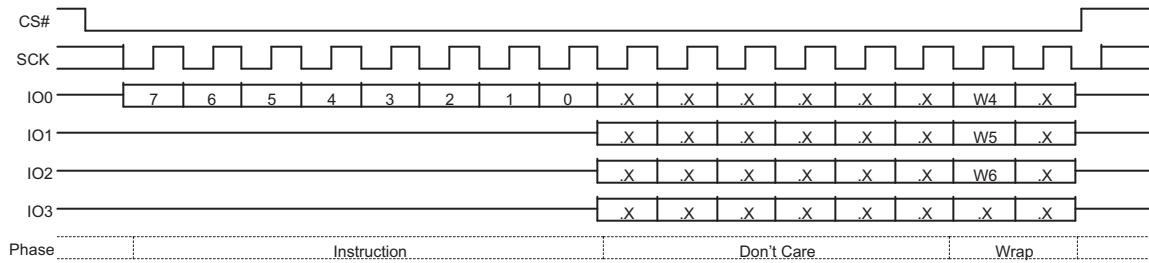 CS#
SCK
IO0 7 6 5 4 3 2 1 0 .X .X .X .X .X .X W4 .X
IO1 .X .X .X .X .X .X W5 .X
IO2 .X .X .X .X .X .X W6 .X
IO3 .X .X .X .X .X .X .X .X
Phase Instruction Don't Care Wrap